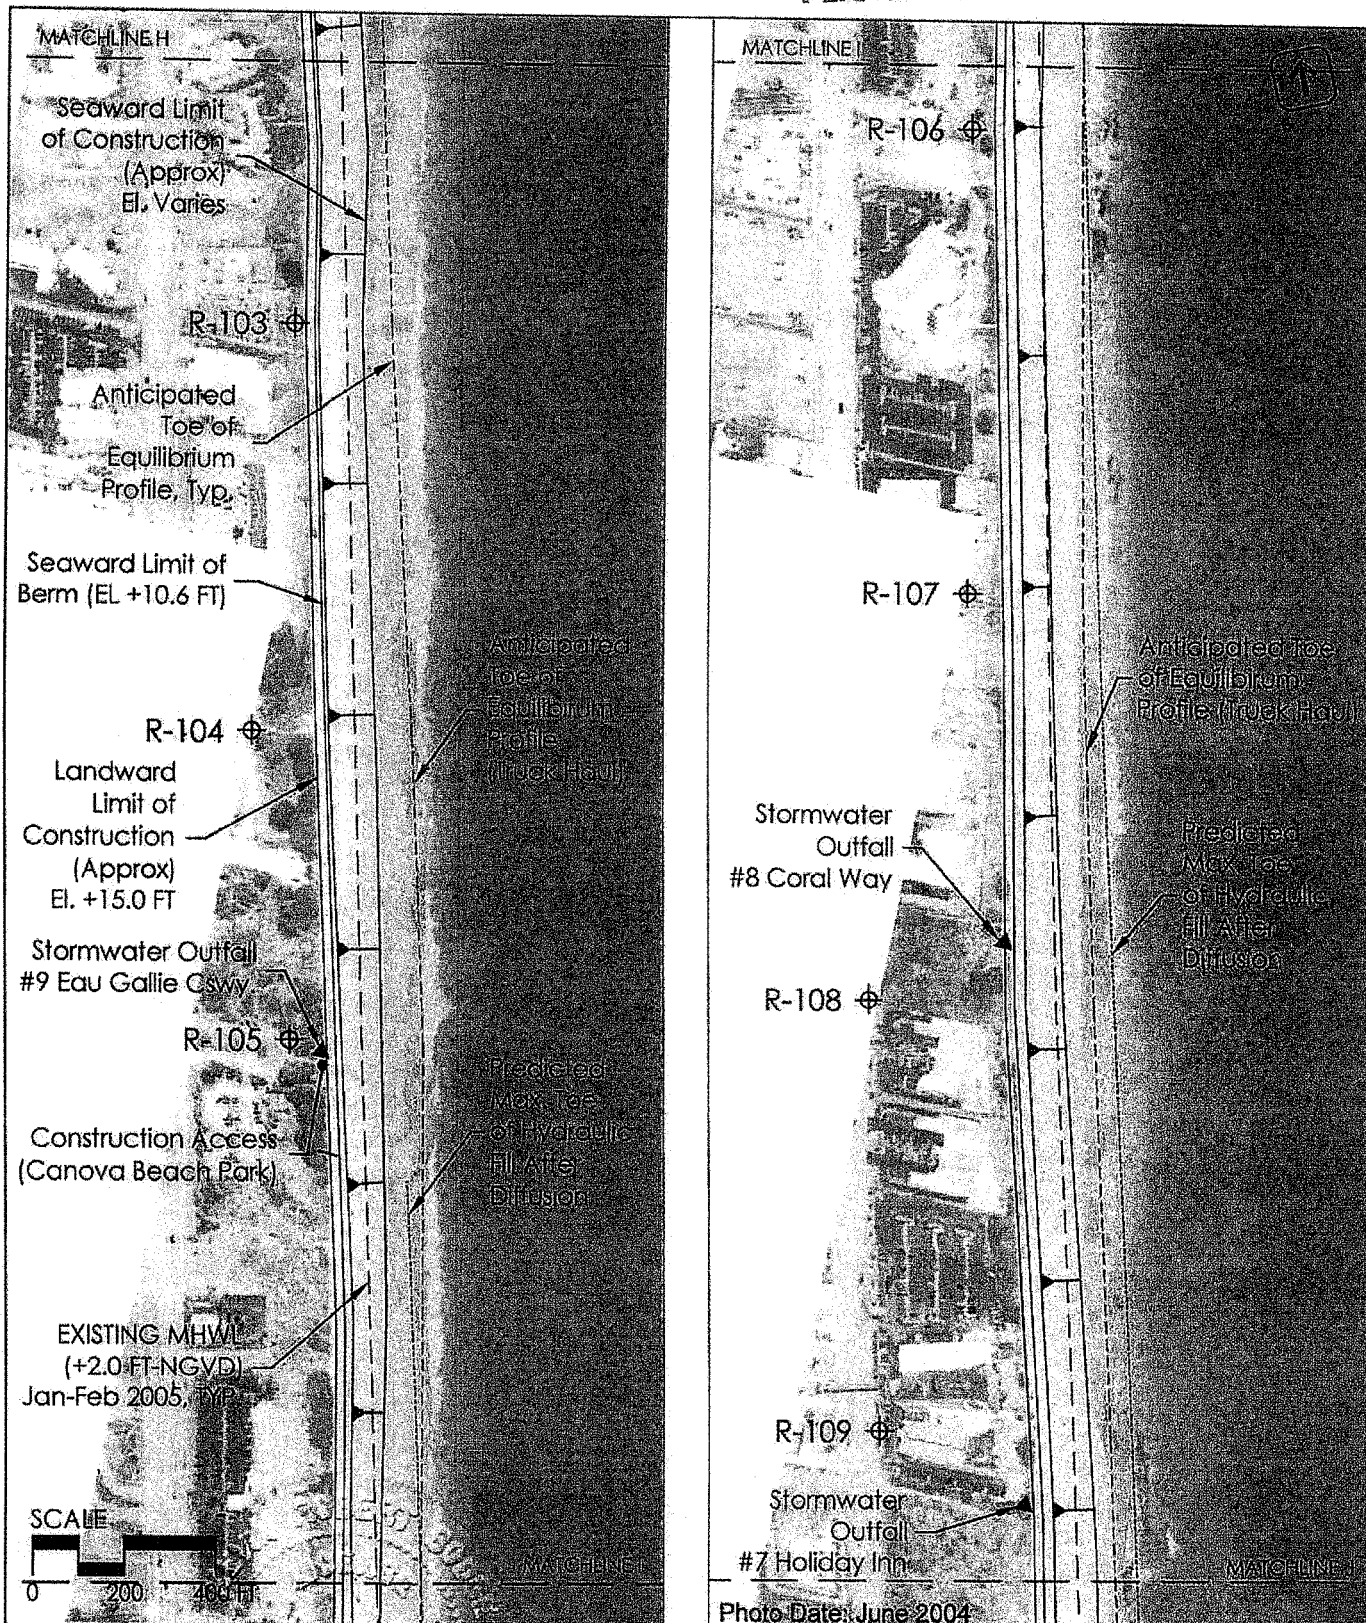 MATCHLINE H
Seaward Limit
of Construction
(Approx)
El. Varies
R-103
Anticipated
Toe of
Equilibrium
Profile, Typ.
Seaward Limit of
Berm (EL +10.6 FT)
Anticipated
Toe of
Equilibirum
Profile
(Truck Haul)
R-104
Landward
Limit of
Construction
(Approx)
El. +15.0 FT
Stormwater Outfall
#9 Eau Gallie Cswy
R-105
Predicted
Max. Toe
of Hydraulic
Fill After
Diffusion
Construction Access
(Canova Beach Park)
EXISTING MHWL
(+2.0 FT-NGVD)
Jan-Feb 2005, TYP.
SCALE
0 200 400 FT
MATCHLINE I
MATCHLINE I
R-106
R-107
Anticipated Toe
of Equilibirum
Profile (Truck Haul)
Stormwater
Outfall
#8 Coral Way
Predicted
Max. Toe
of Hydraulic
Fill After
Diffusion
R-108
R-109
Stormwater
Outfall
#7 Holiday Inn
MATCHLINE J
Photo Date: June 2004